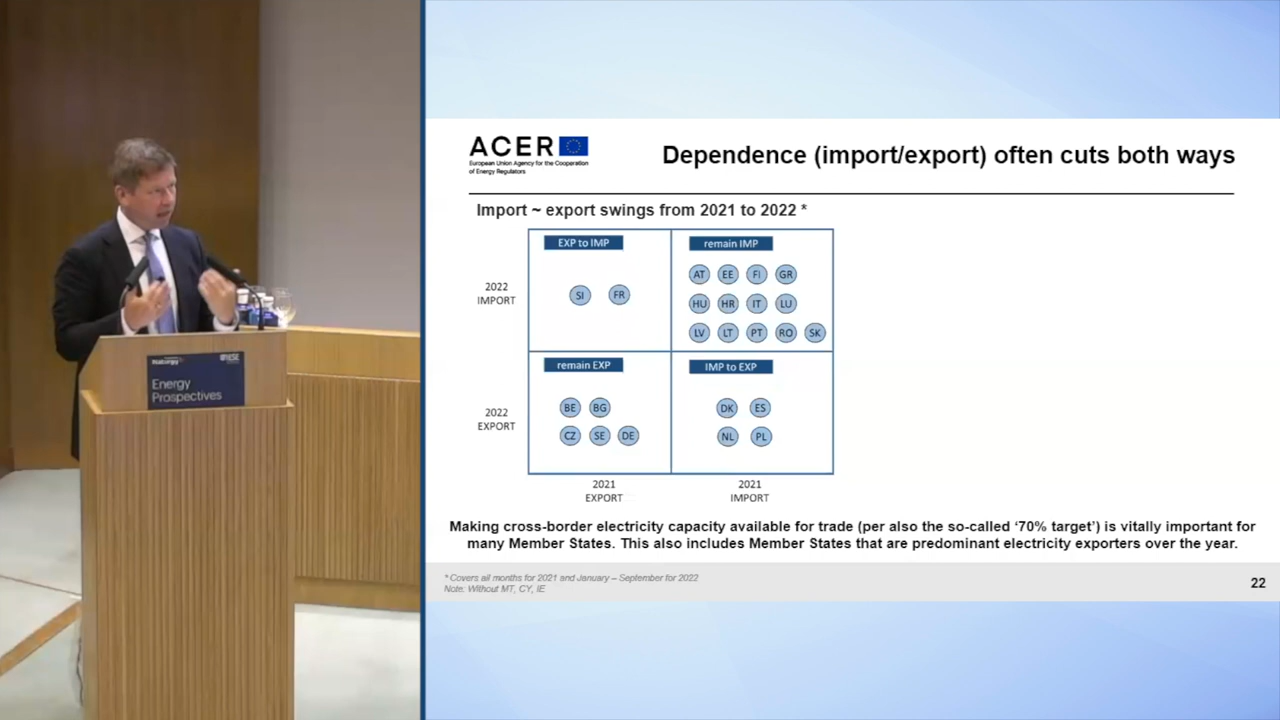 ACER
European Union Agency for the Cooperation
of Energy Regulators
Dependence (import/export) often cuts both ways
Import ~ export swings from 2021 to 2022 *
EXP to IMP
remain IMP
2022
IMPORT
SI FR
AT EE FI GR
HU HR IT LU
LV LT PT RO SK
remain EXP
IMP to EXP
2022
EXPORT
BE BG
CZ SE DE
DK ES
NL PL
2021
EXPORT
2021
IMPORT
Making cross-border electricity capacity available for trade (per also the so-called ‘70% target’) is vitally important for
many Member States. This also includes Member States that are predominant electricity exporters over the year.
* Covers all months for 2021 and January – September for 2022
Note: Without MT, CY, IE
22
Naturgy
IESE
Energy
Prospectives